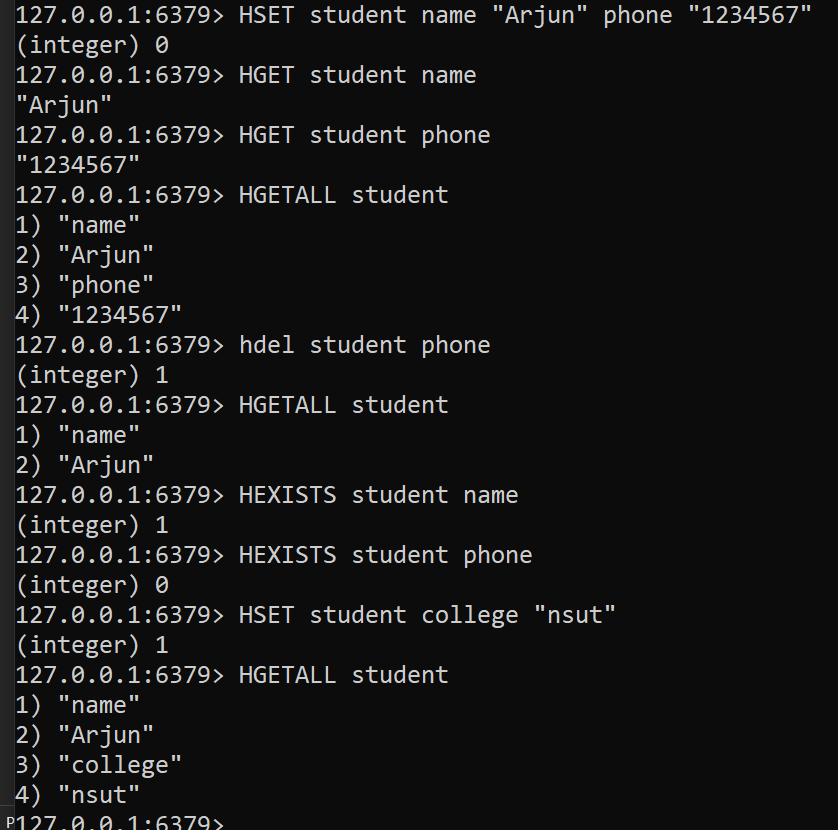 127.0.0.1:6379> HSET student name "Arjun" phone "1234567"
(integer) 0
127.0.0.1:6379> HGET student name
"Arjun"
127.0.0.1:6379> HGET student phone
"1234567"
127.0.0.1:6379> HGETALL student
1) "name"
2) "Arjun"
3) "phone"
4) "1234567"
127.0.0.1:6379> hdel student phone
(integer) 1
127.0.0.1:6379> HGETALL student
1) "name"
2) "Arjun"
127.0.0.1:6379> HEXISTS student name
(integer) 1
127.0.0.1:6379> HEXISTS student phone
(integer) 0
127.0.0.1:6379> HSET student college "nsut"
(integer) 1
127.0.0.1:6379> HGETALL student
1) "name"
2) "Arjun"
3) "college"
4) "nsut"
P
127.0.0.1:6379>